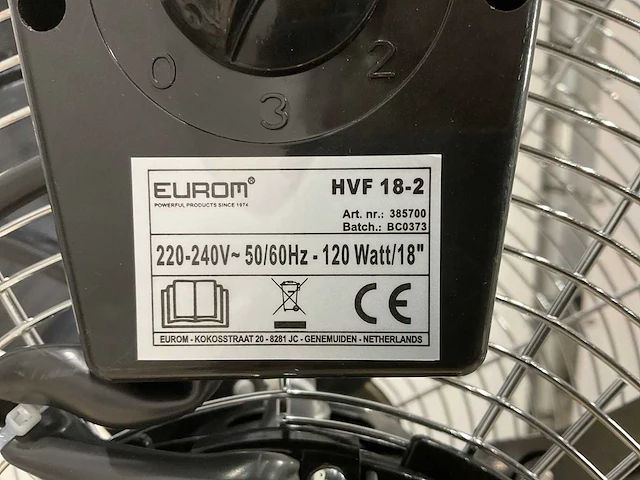 0 2
3
EUROM® HVF 18-2
POWERFUL PRODUCTS SINCE 1974
Art. nr.: 385700
Batch.: BC0373
220-240V~ 50/60Hz - 120 Watt/18"
CE
EUROM - KOKOSSTRAAT 20 - 8281 JC - GENEMUIDEN - NETHERLANDS